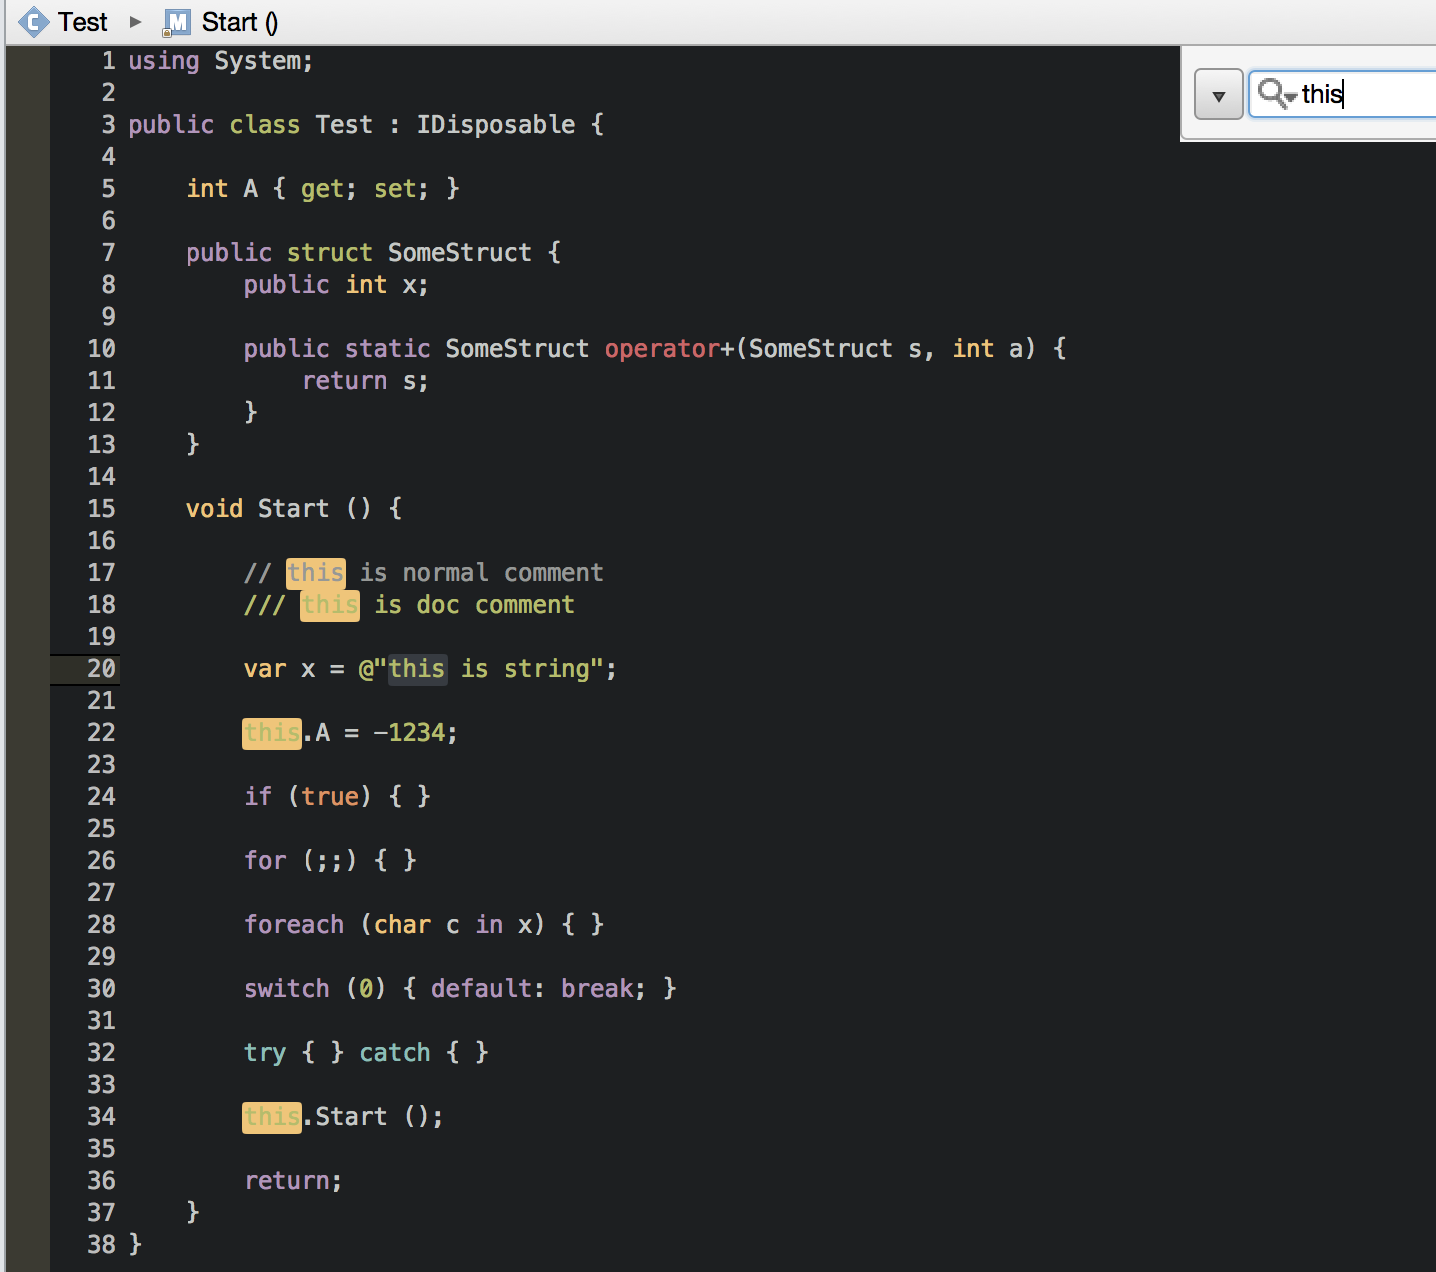 Test ▸ M Start ()
this
1 using System;
2
3 public class Test : IDisposable {
4
5     int A { get; set; }
6
7     public struct SomeStruct {
8         public int x;
9
10         public static SomeStruct operator+(SomeStruct s, int a) {
11             return s;
12         }
13     }
14
15     void Start () {
16
17         // this is normal comment
18         /// this is doc comment
19
20         var x = @"this is string";
21
22         this.A = -1234;
23
24         if (true) { }
25
26         for (;;) { }
27
28         foreach (char c in x) { }
29
30         switch (0) { default: break; }
31
32         try { } catch { }
33
34         this.Start ();
35
36         return;
37     }
38 }